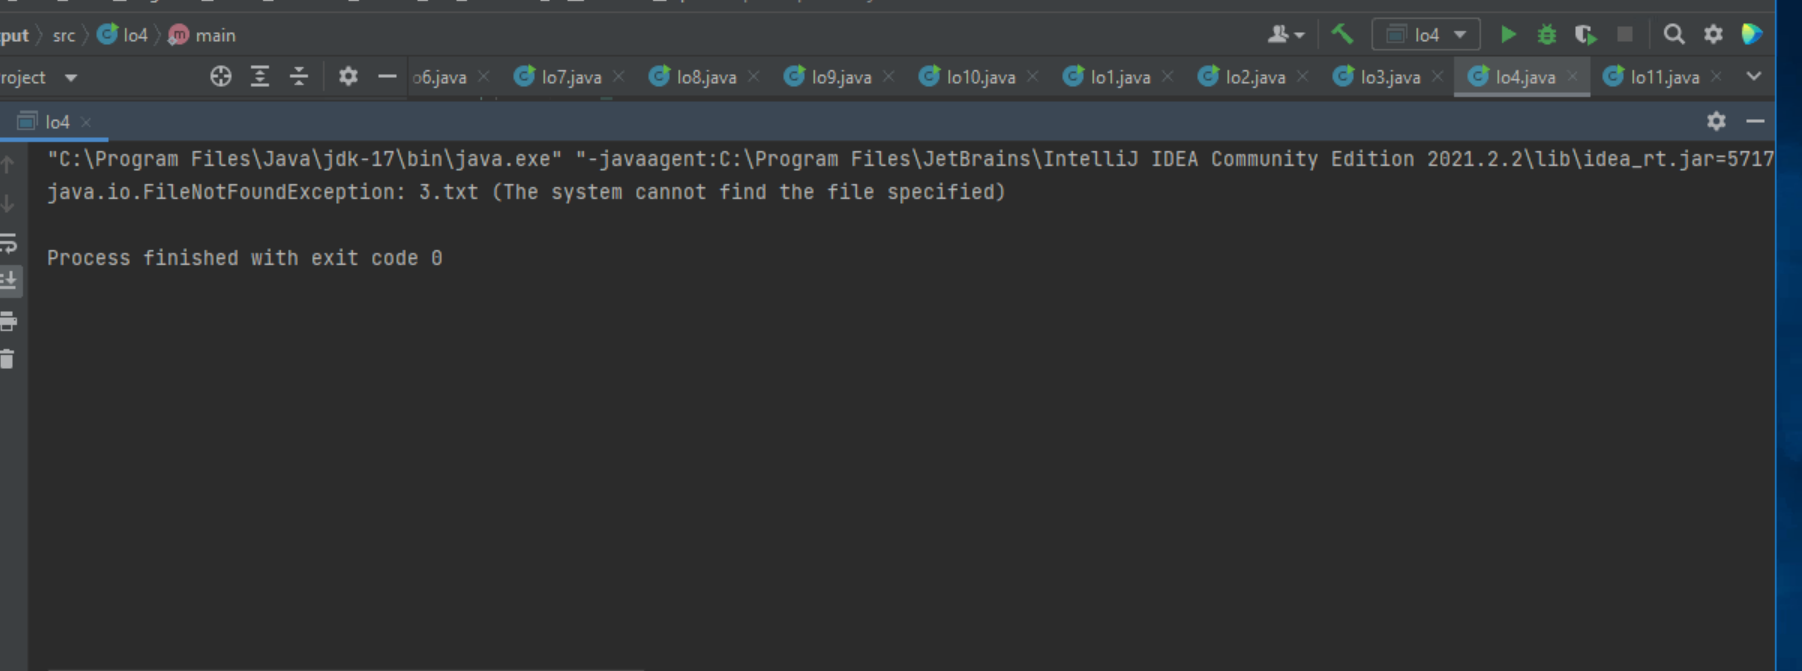 put src Io4 m main Io4
roject o6.java Io7.java Io8.java Io9.java Io10.java Io1.java Io2.java Io3.java Io4.java Io11.java
Io4
"C:\Program Files\Java\jdk-17\bin\java.exe" "-javaagent:C:\Program Files\JetBrains\IntelliJ IDEA Community Edition 2021.2.2\lib\idea_rt.jar=5717
java.io.FileNotFoundException: 3.txt (The system cannot find the file specified)
Process finished with exit code 0